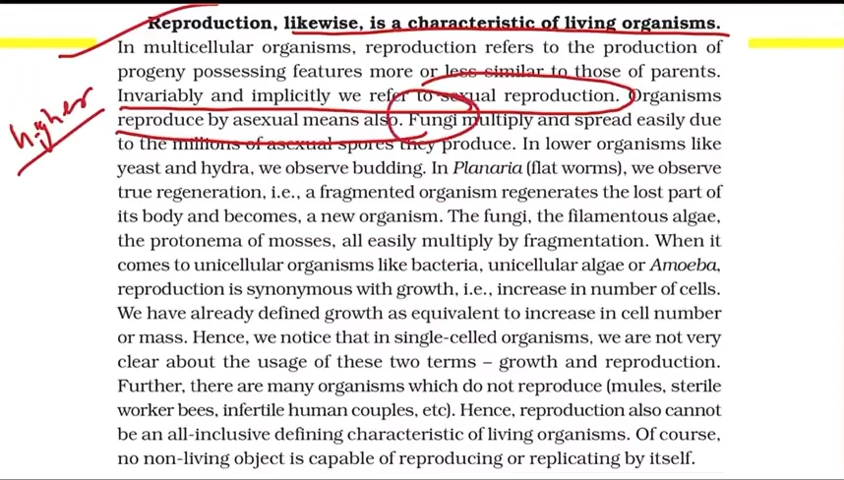 Reproduction, likewise, is a characteristic of living organisms.
In multicellular organisms, reproduction refers to the production of
progeny possessing features more or less similar to those of parents.
Invariably and implicitly we refer to sexual reproduction. Organisms
reproduce by asexual means also. Fungi multiply and spread easily due
to the millions of asexual spores they produce. In lower organisms like
yeast and hydra, we observe budding. In Planaria (flat worms), we observe
true regeneration, i.e., a fragmented organism regenerates the lost part of
its body and becomes, a new organism. The fungi, the filamentous algae,
the protonema of mosses, all easily multiply by fragmentation. When it
comes to unicellular organisms like bacteria, unicellular algae or Amoeba,
reproduction is synonymous with growth, i.e., increase in number of cells.
We have already defined growth as equivalent to increase in cell number
or mass. Hence, we notice that in single-celled organisms, we are not very
clear about the usage of these two terms – growth and reproduction.
Further, there are many organisms which do not reproduce (mules, sterile
worker bees, infertile human couples, etc). Hence, reproduction also cannot
be an all-inclusive defining characteristic of living organisms. Of course,
no non-living object is capable of reproducing or replicating by itself.
higher